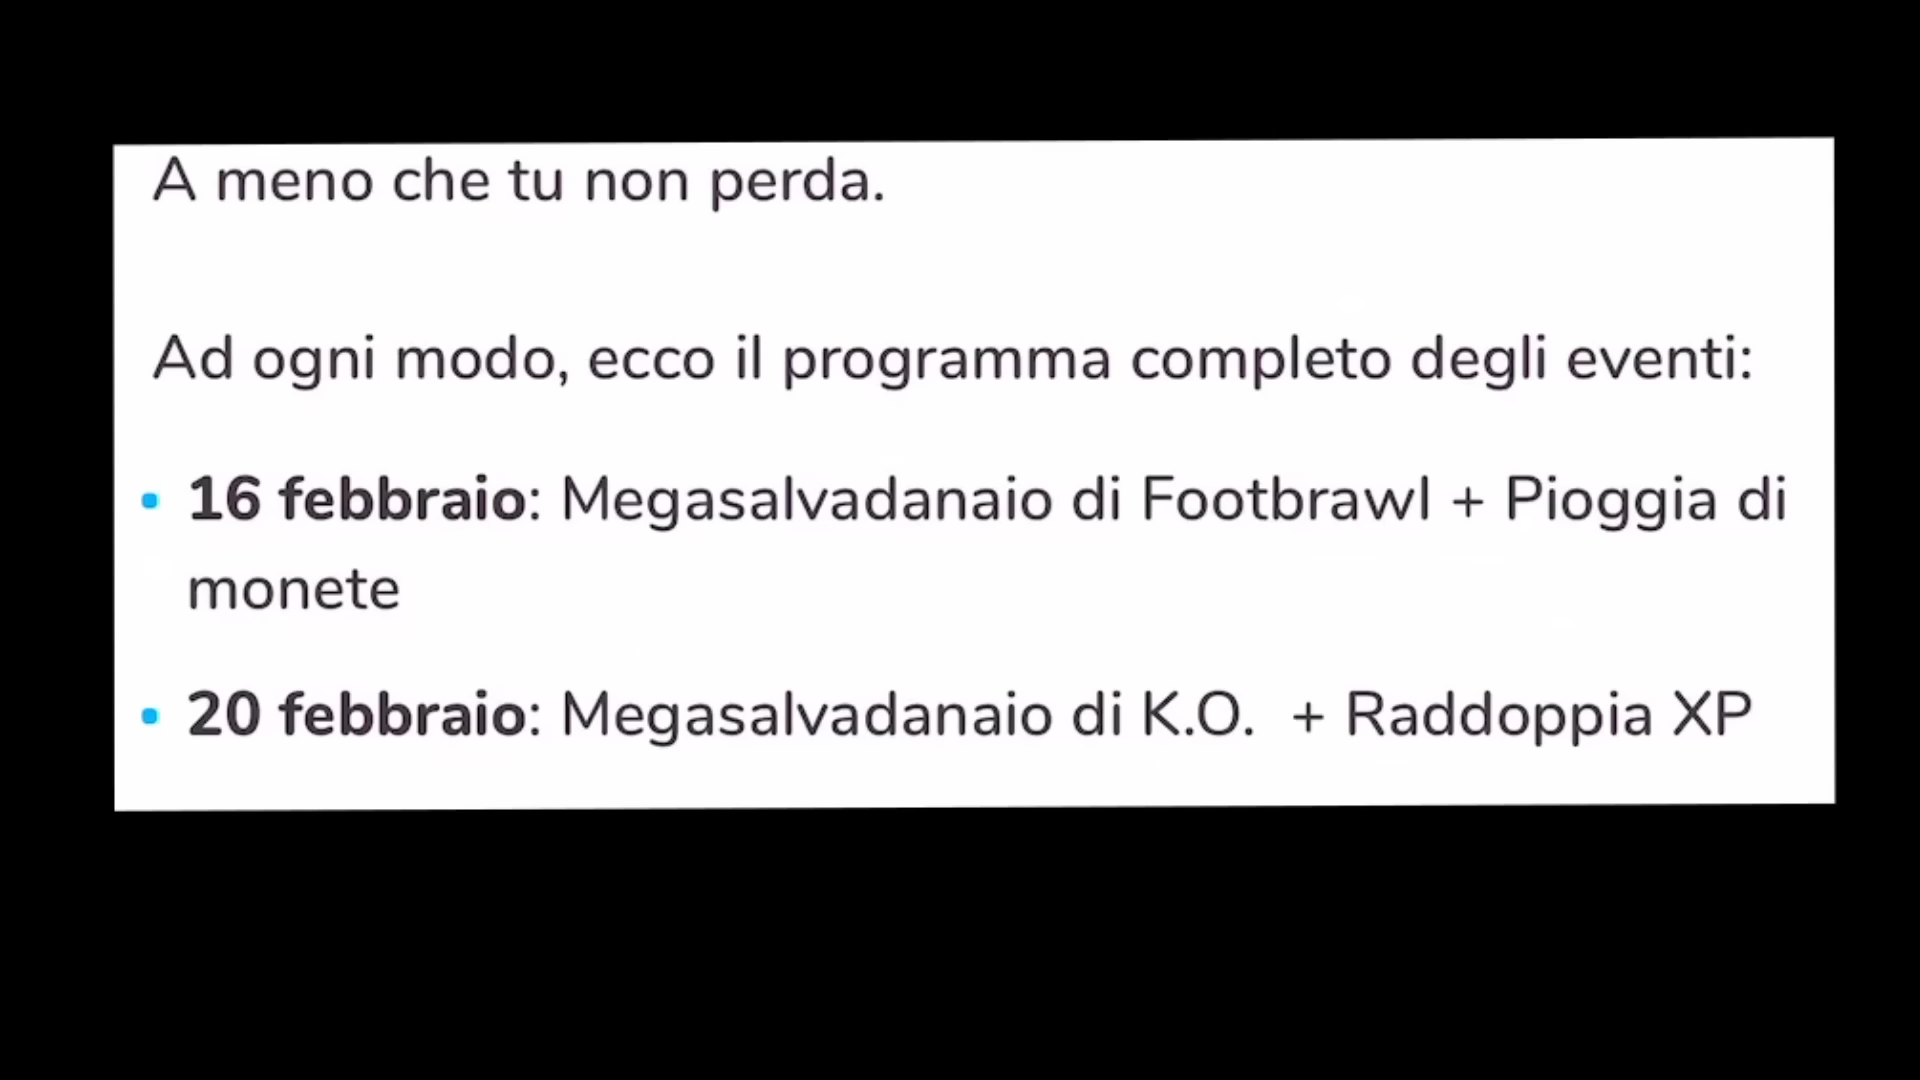 A meno che tu non perda.
Ad ogni modo, ecco il programma completo degli eventi:
• 16 febbraio: Megasalvadanaio di Footbrawl + Pioggia di
monete
• 20 febbraio: Megasalvadanaio di K.O. + Raddoppia XP